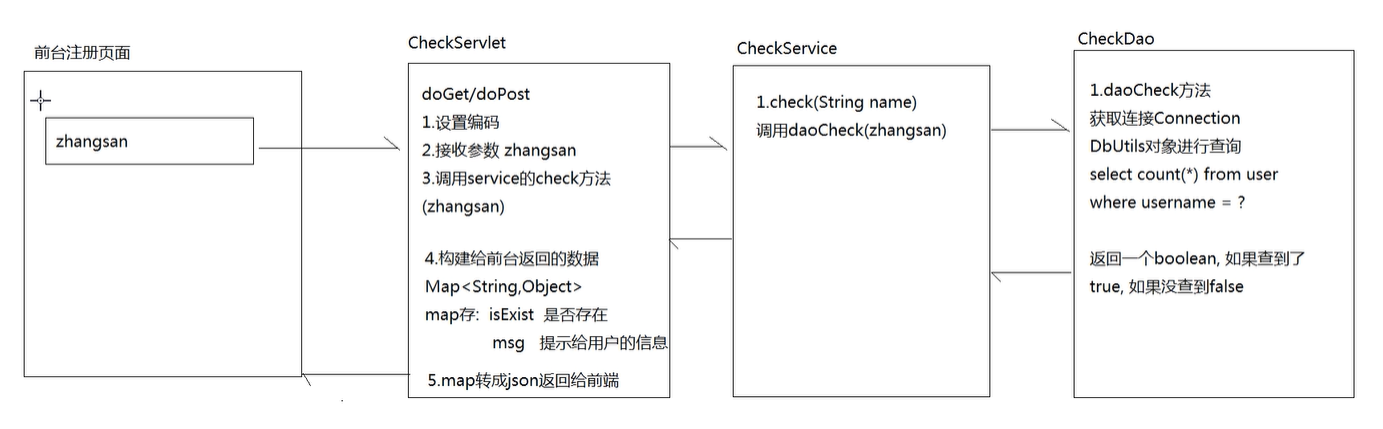 前台注册页面
zhangsan
CheckServlet
doGet/doPost
1.设置编码
2.接收参数 zhangsan
3.调用service的check方法
(zhangsan)
4.构建给前台返回的数据
Map<String,Object>
map存: isExist 是否存在
msg 提示给用户的信息
5.map转成json返回给前端
CheckService
1.check(String name)
调用daoCheck(zhangsan)
CheckDao
1.daoCheck方法
获取连接Connection
DbUtils对象进行查询
select count(*) from user
where username = ?
返回一个boolean, 如果查到了
true, 如果没查到false